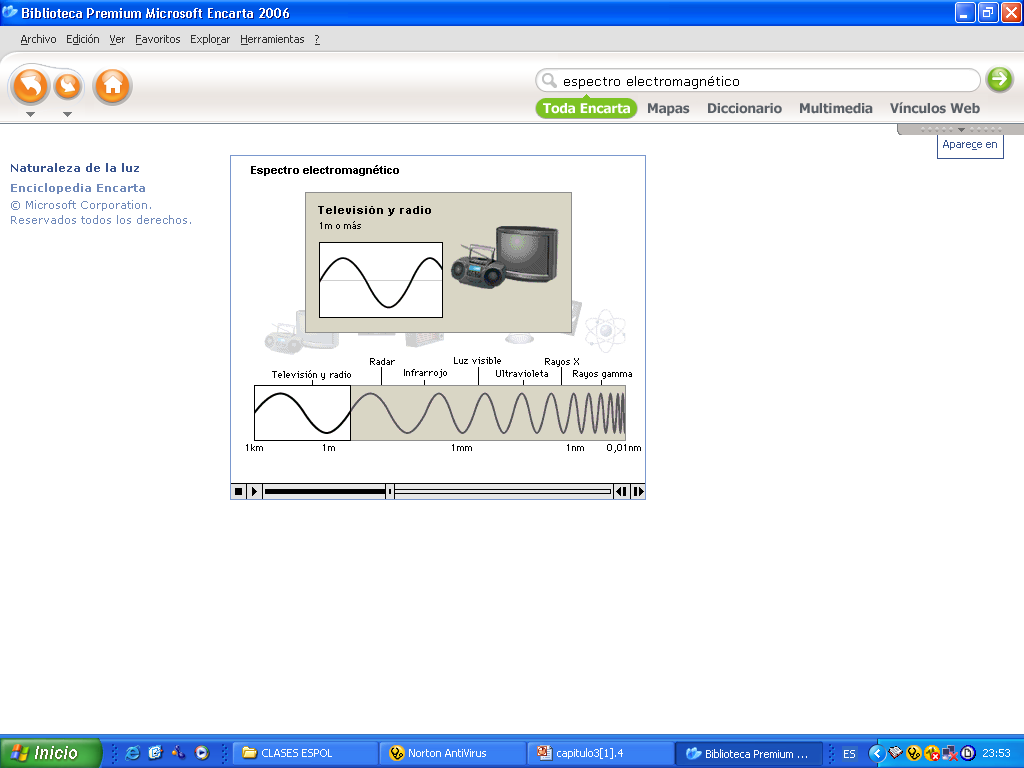 Biblioteca Premium Microsoft Encarta 2006
Archivo Edición Ver Favoritos Explorar Herramientas ?
espectro electromagnético
Toda Encarta Mapas Diccionario Multimedia Vínculos Web
Aparece en
Naturaleza de la luz
Enciclopedia Encarta
© Microsoft Corporation.
Reservados todos los derechos.
Espectro electromagnético
Televisión y radio
1m o más
Radar Luz visible Rayos X
Televisión y radio Infrarrojo Ultravioleta Rayos gamma
1km 1m 1mm 1nm 0,01nm
Inicio CLASES ESPOL Norton AntiVirus capitulo3[1].4 Biblioteca Premium ... ES 23:53